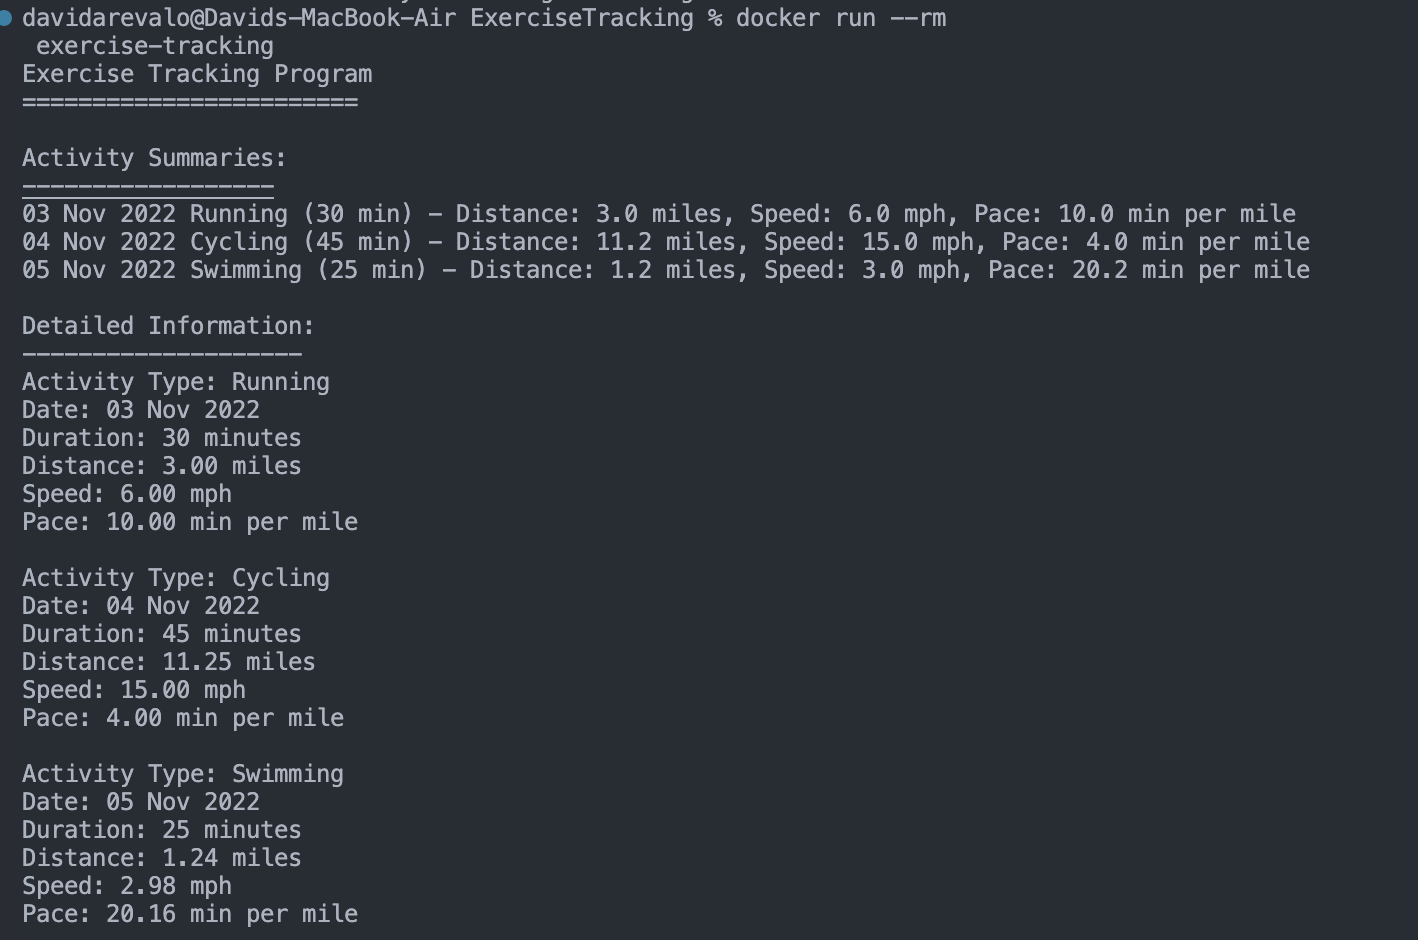 davidarevalo@Davids-MacBook-Air ExerciseTracking % docker run --rm
 exercise-tracking
Exercise Tracking Program
========================

Activity Summaries:
------------------
03 Nov 2022 Running (30 min) - Distance: 3.0 miles, Speed: 6.0 mph, Pace: 10.0 min per mile
04 Nov 2022 Cycling (45 min) - Distance: 11.2 miles, Speed: 15.0 mph, Pace: 4.0 min per mile
05 Nov 2022 Swimming (25 min) - Distance: 1.2 miles, Speed: 3.0 mph, Pace: 20.2 min per mile

Detailed Information:
--------------------
Activity Type: Running
Date: 03 Nov 2022
Duration: 30 minutes
Distance: 3.00 miles
Speed: 6.00 mph
Pace: 10.00 min per mile

Activity Type: Cycling
Date: 04 Nov 2022
Duration: 45 minutes
Distance: 11.25 miles
Speed: 15.00 mph
Pace: 4.00 min per mile

Activity Type: Swimming
Date: 05 Nov 2022
Duration: 25 minutes
Distance: 1.24 miles
Speed: 2.98 mph
Pace: 20.16 min per mile